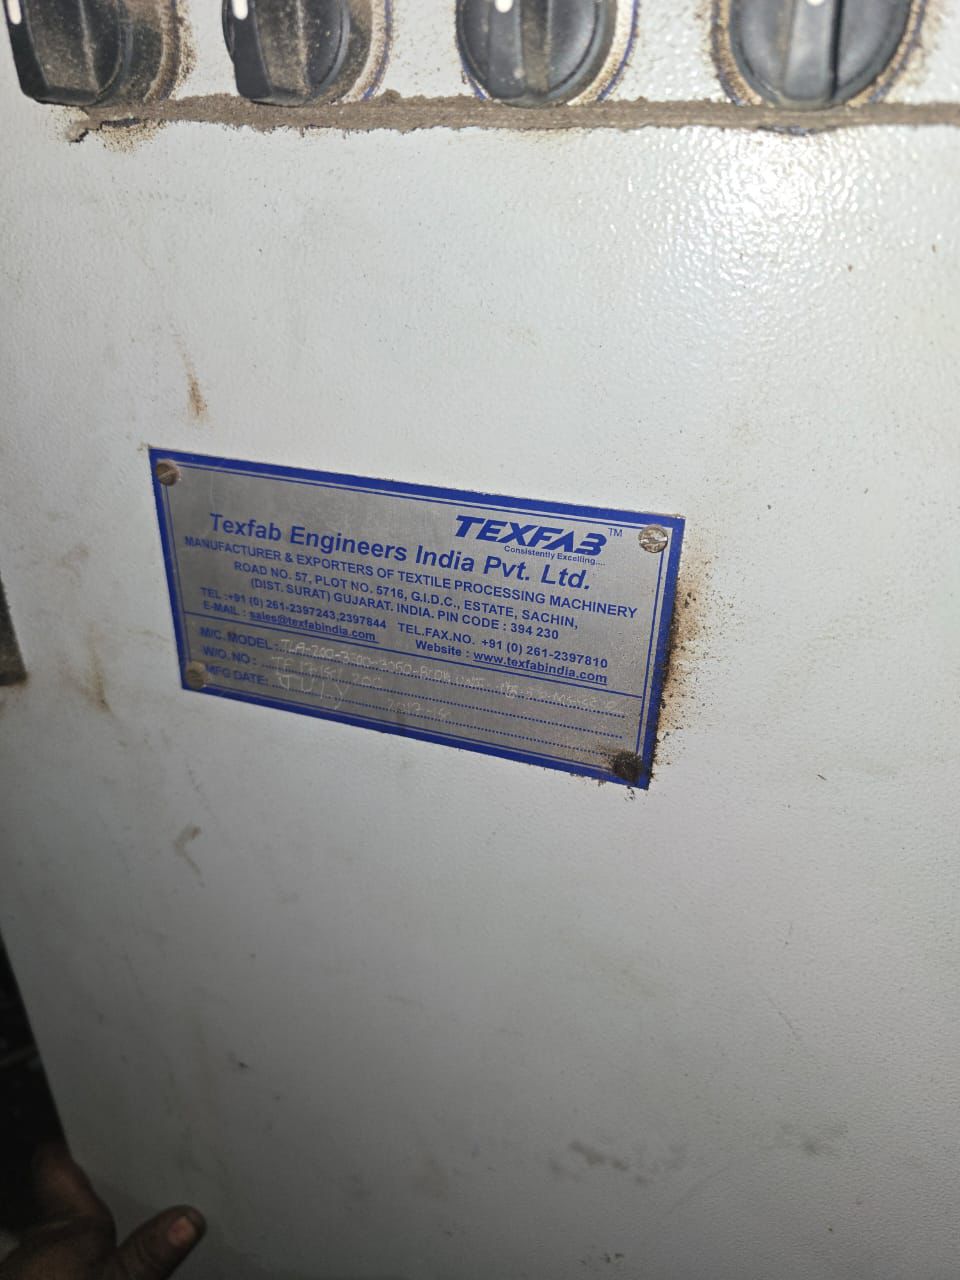 TEXFAB™
Consistently Excelling....
Texfab Engineers India Pvt. Ltd.
MANUFACTURER & EXPORTERS OF TEXTILE PROCESSING MACHINERY
ROAD NO. 57, PLOT NO. 5716, G.I.D.C., ESTATE, SACHIN,
(DIST. SURAT) GUJARAT. INDIA. PIN CODE : 394 230
TEL :+91 (0) 261-2397243,2397844 TEL.FAX.NO. +91 (0) 261-2397810
E-MAIL : sales@texfabindia.com Website : www.texfabindia.com
M/C. MODEL :
W/O. NO :
MFG DATE: JULY